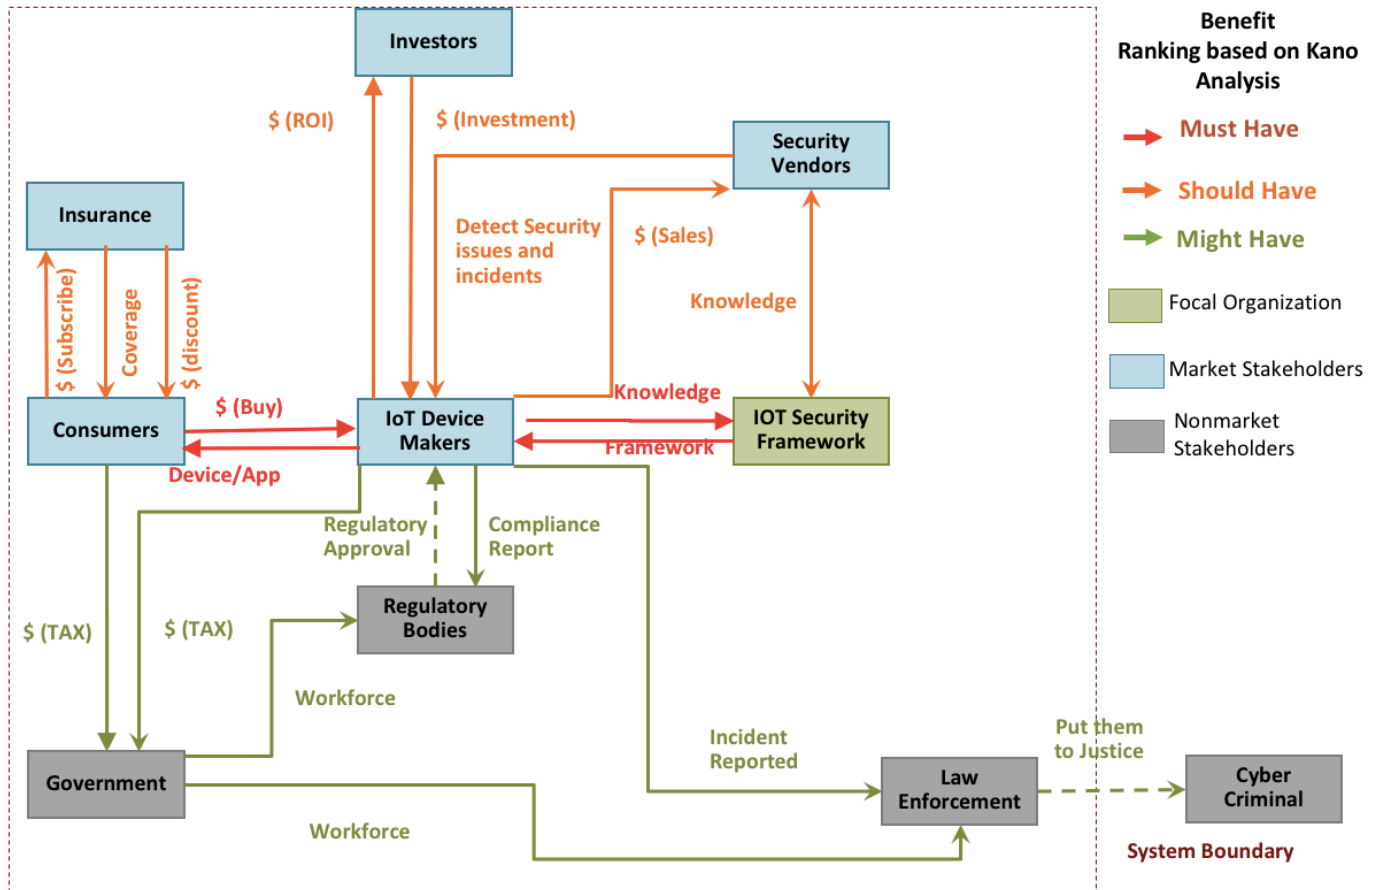 Investors
$ (ROI)
$ (Investment)
Security
Vendors
Insurance
Detect Security
issues and
incidents
$ (Sales)
Knowledge
$ (Subscribe)
Coverage
$ (discount)
Consumers
$ (Buy)
Device/App
IoT Device
Makers
Knowledge
Framework
IOT Security
Framework
Regulatory
Approval
Compliance
Report
Regulatory
Bodies
$ (TAX)
$ (TAX)
Workforce
Government
Workforce
Incident
Reported
Law
Enforcement
Put them
to Justice
Cyber
Criminal
System Boundary
Benefit
Ranking based on Kano
Analysis
Must Have
Should Have
Might Have
Focal Organization
Market Stakeholders
Nonmarket
Stakeholders